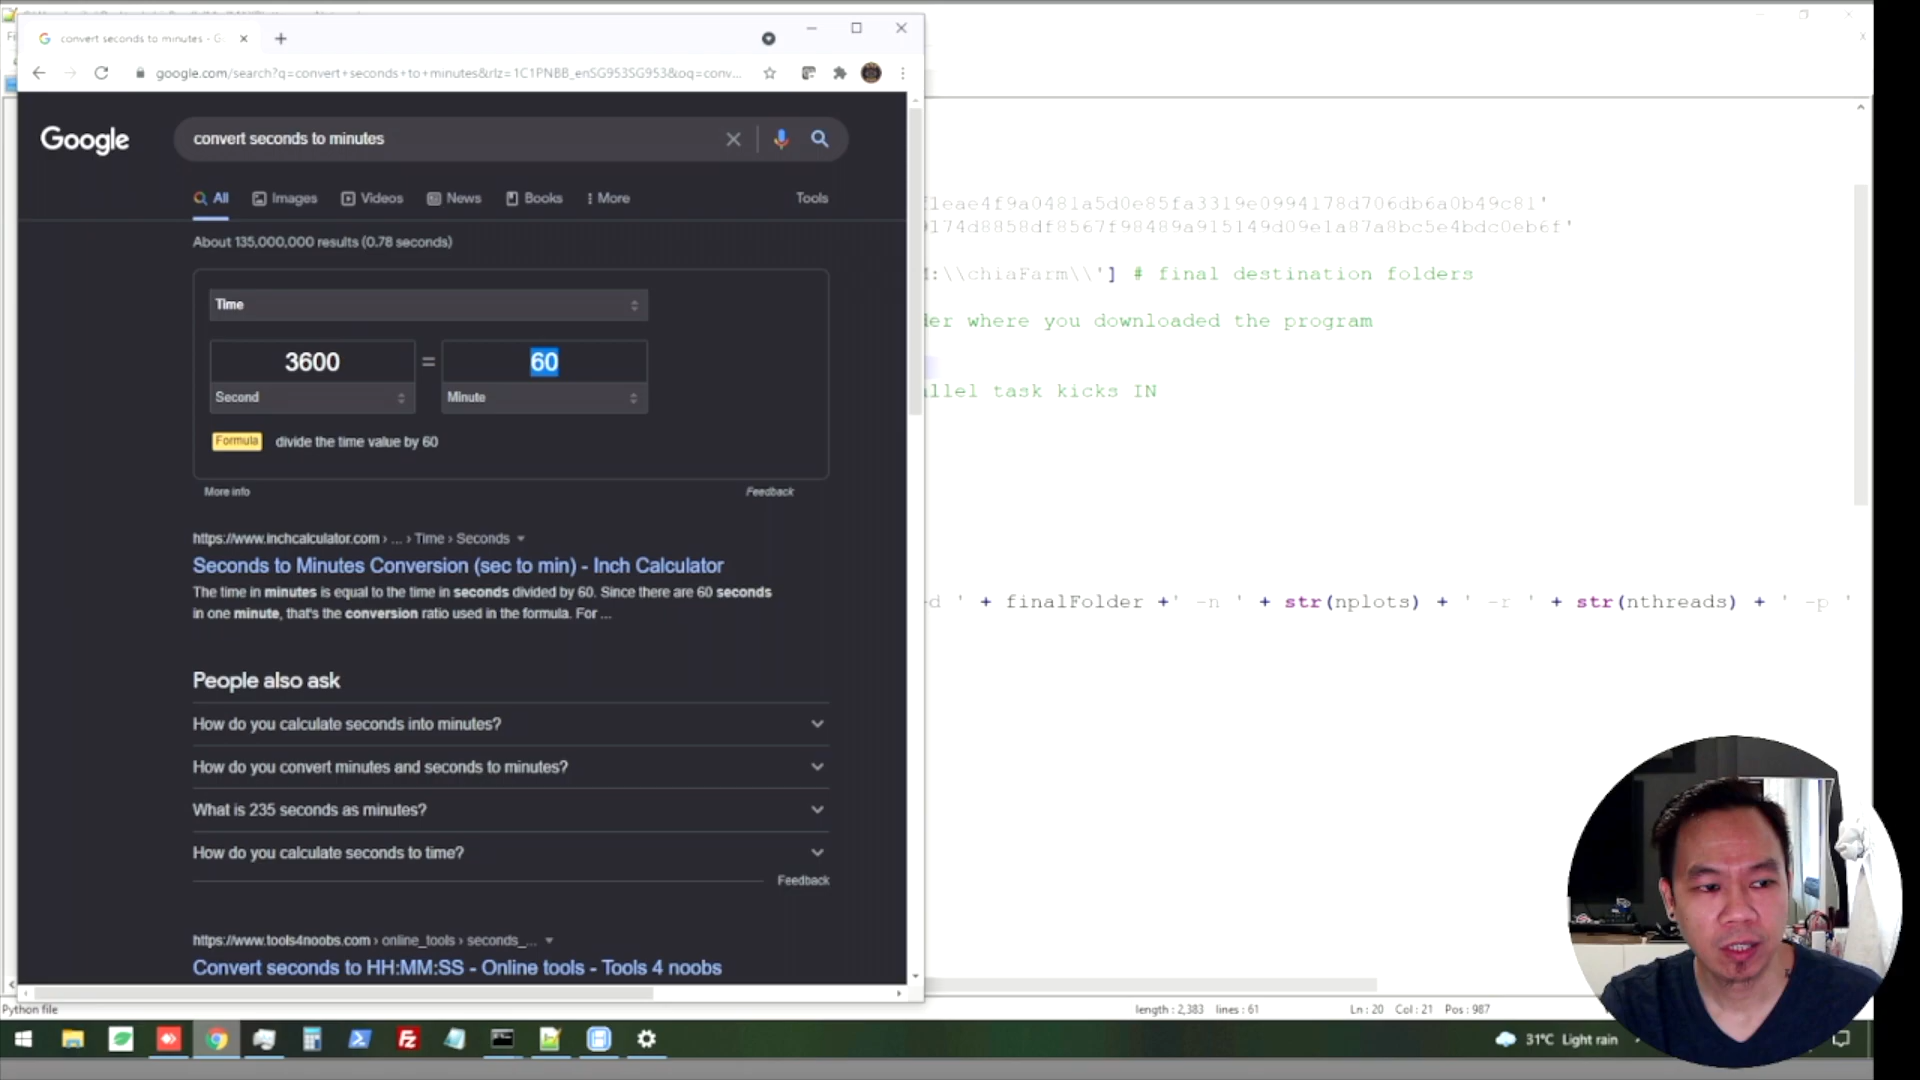 convert seconds to minutes - G
google.com/search?q=convert+seconds+to+minutes&rlz=1C1PNBB_enSG953SG953&oq=conv...
Google
convert seconds to minutes
All
Images
Videos
News
Books
More
Tools
About 135,000,000 results (0.78 seconds)
Time
3600
=
60
Second
Minute
Formula
divide the time value by 60
More info
Feedback
https://www.inchcalculator.com › ... › Time › Seconds
Seconds to Minutes Conversion (sec to min) - Inch Calculator
The time in minutes is equal to the time in seconds divided by 60. Since there are 60 seconds
in one minute, that's the conversion ratio used in the formula. For ...
People also ask
How do you calculate seconds into minutes?
How do you convert minutes and seconds to minutes?
What is 235 seconds as minutes?
How do you calculate seconds to time?
Feedback
https://www.tools4noobs.com › online_tools › seconds_...
Convert seconds to HH:MM:SS - Online tools - Tools 4 noobs
1eae4f9a0481a5d0e85fa3319e0994178d706db6a0b49c81'
174d8858df8567f98489a915149d09e1a87a8bc5e4bdc0eb6f'
:\\chiaFarm\\'] # final destination folders
der where you downloaded the program
allel task kicks IN
-d ' + finalFolder +' -n ' + str(nplots) + ' -r ' + str(nthreads) + ' -p '
Python file
length : 2,383 lines : 61
Ln : 20 Col : 21 Pos : 987
31°C Light rain